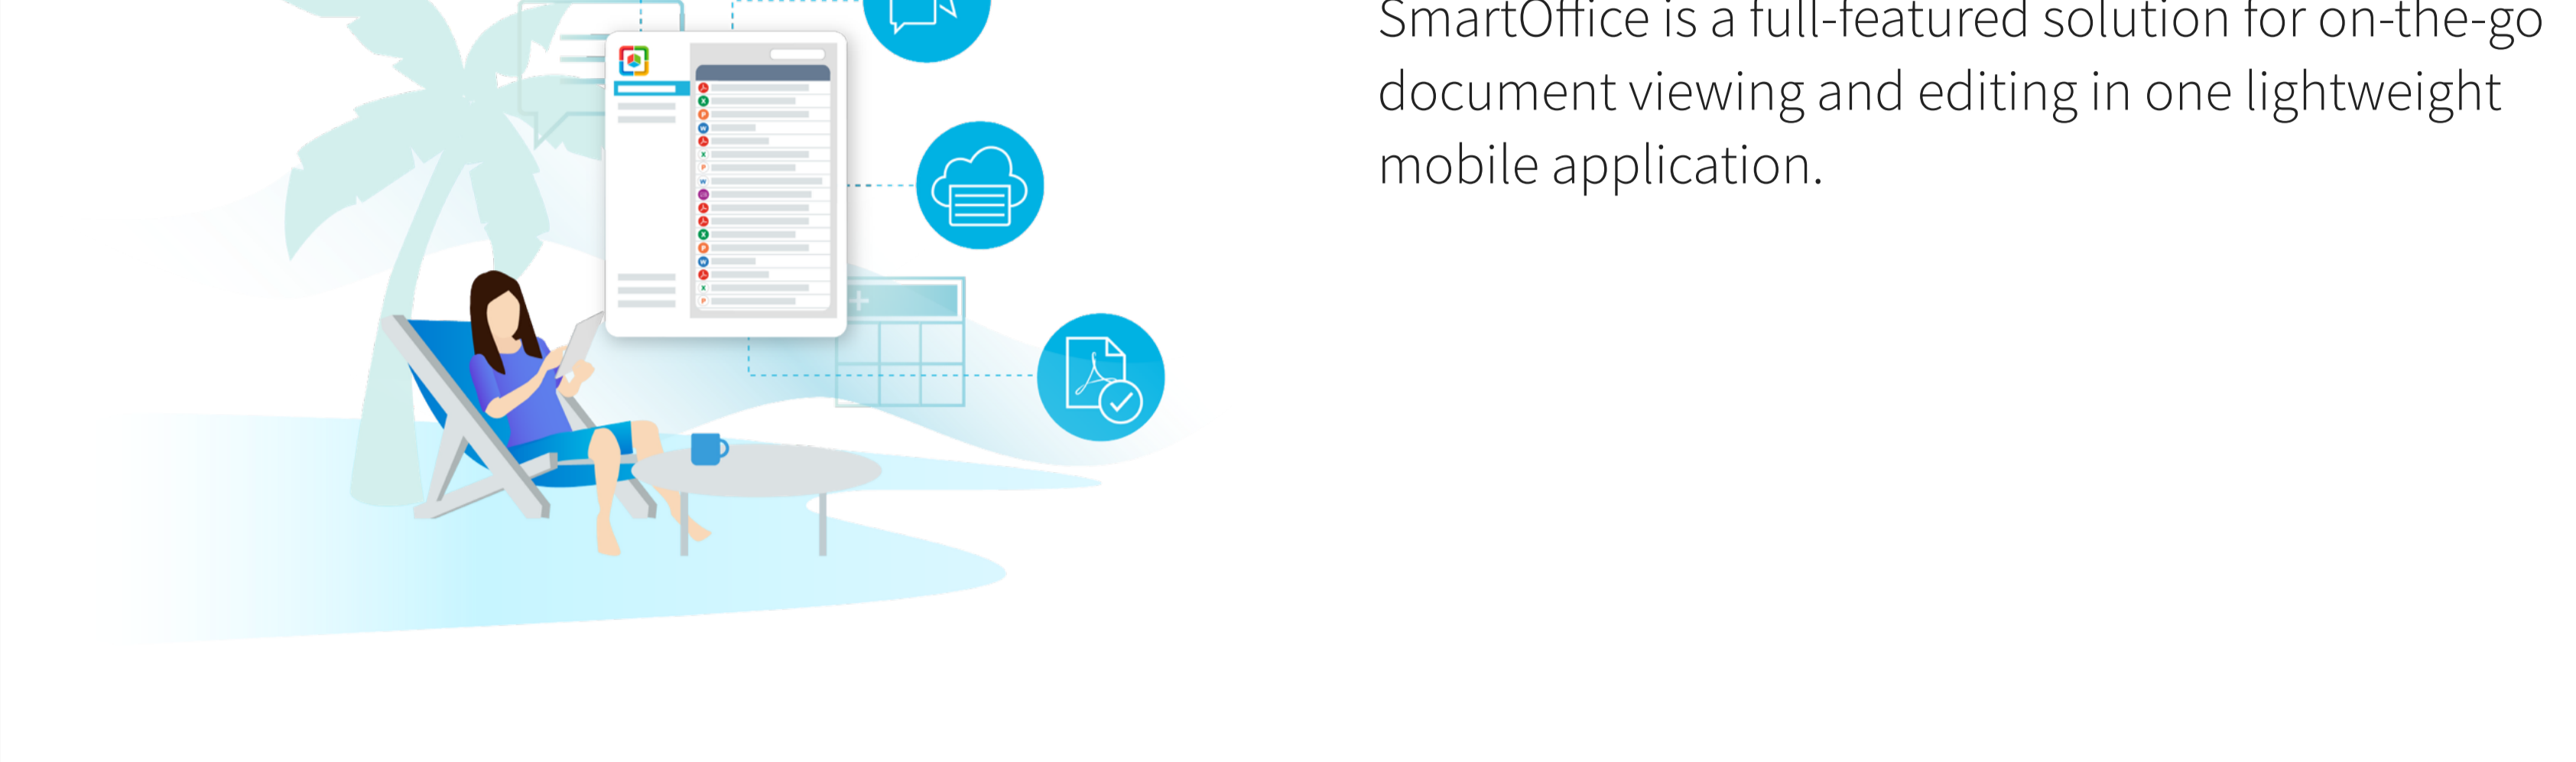 SmartOffice is a full-featured solution for on-the-go
document viewing and editing in one lightweight
mobile application.